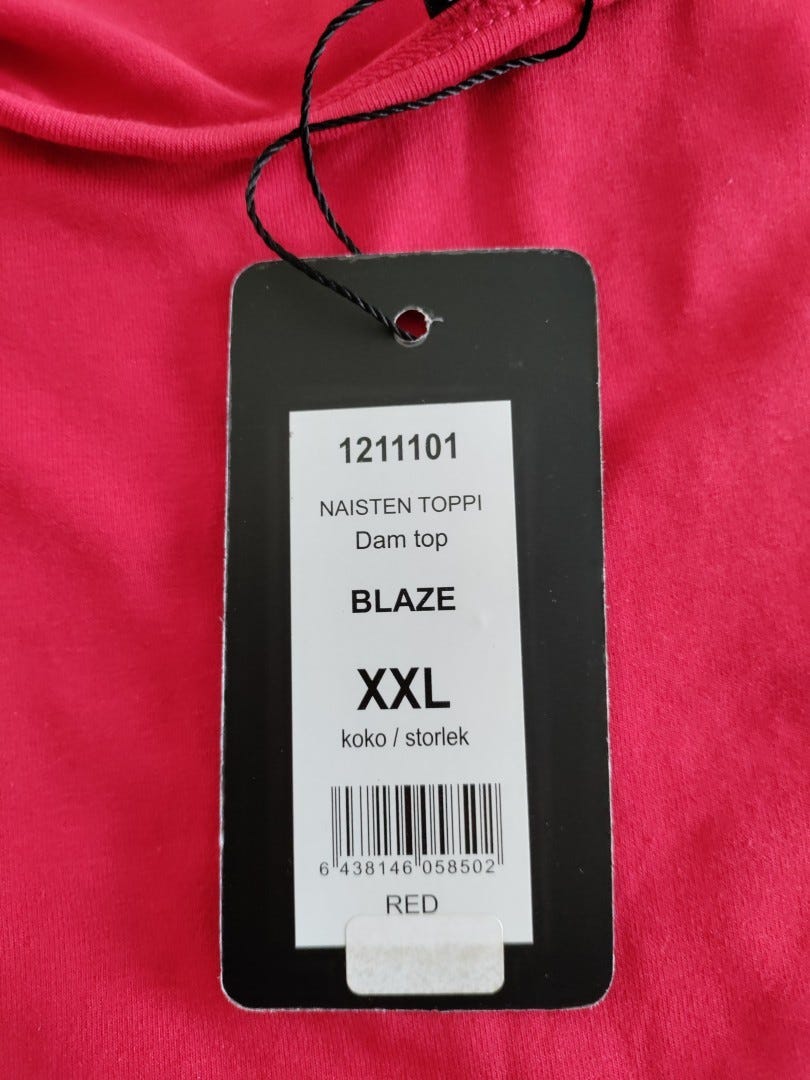 1211101
NAISTEN TOPPI
Dam top
BLAZE
XXL
koko / storlek
6 438146 058502
RED